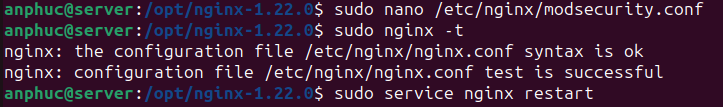 anphuc@server:/opt/nginx-1.22.0$ sudo nano /etc/nginx/modsecurity.conf
anphuc@server:/opt/nginx-1.22.0$ sudo nginx -t
nginx: the configuration file /etc/nginx/nginx.conf syntax is ok
nginx: configuration file /etc/nginx/nginx.conf test is successful
anphuc@server:/opt/nginx-1.22.0$ sudo service nginx restart